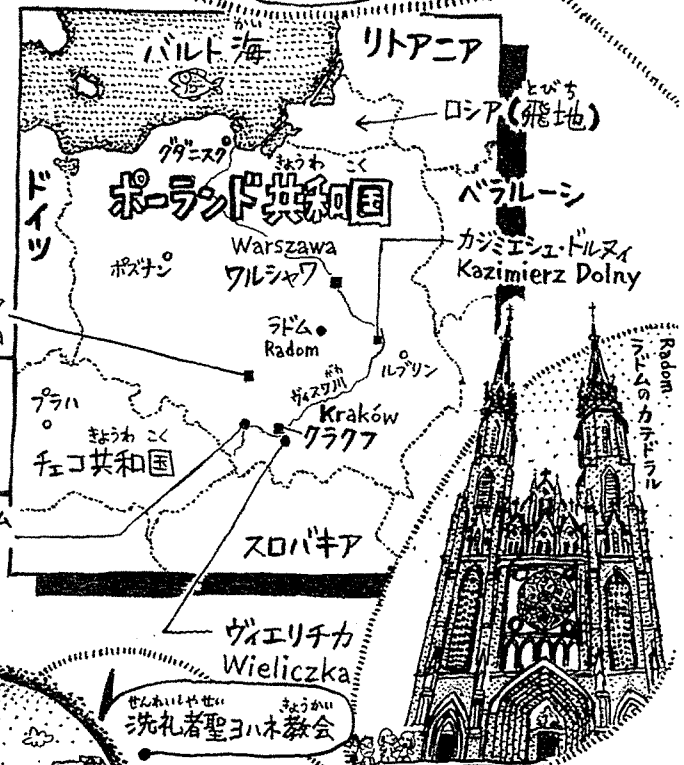 かい
バルド海
リトアニア
とびち
ロシア(飛地)
グダニスク
きょうわ こく
ポーランド共和国
ドイツ
ベラルーシ
Warszawa
ワルシャワ
カジミエシュ・ドルヌィ
Kazimierz Dolny
ポズナン
ラドム
Radom
ルブリン
がわ
ヴィスワ川
プラハ
Kraków
クラクフ
きょうわ こく
チェコ共和国
スロバキア
ヴィエリチカ
Wieliczka
Radom
ラドムのカテドラル
せんれいしゃせい きょうかい
洗礼者聖ヨハネ教会